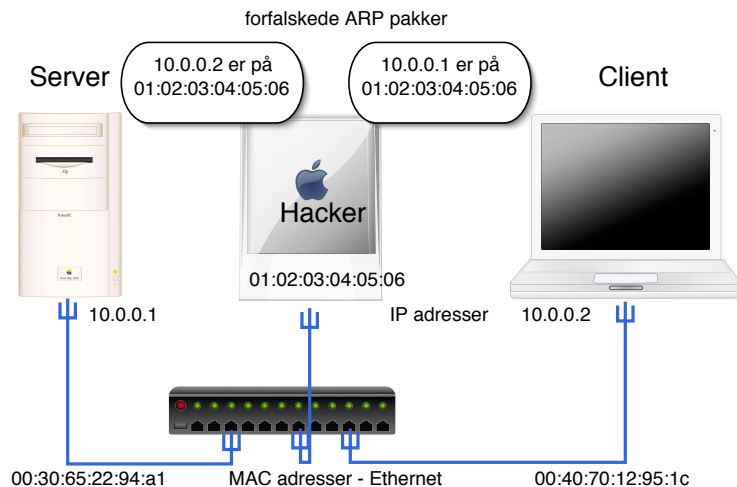 forfalskede ARP pakker
Server
10.0.0.2 er på
01:02:03:04:05:06
10.0.0.1 er på
01:02:03:04:05:06
Client
Zip
PowerPC
Hacker
01:02:03:04:05:06
10.0.0.1
IP adresser
10.0.0.2
00:30:65:22:94:a1
MAC adresser - Ethernet
00:40:70:12:95:1c